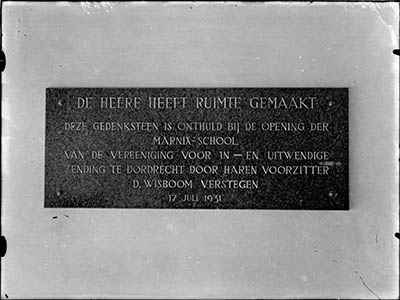 DE HEERE HEEFT RUIMTE GEMAAKT
DEZE GEDENKSTEEN IS ONTHULD BIJ DE OPENING DER
MARNIX-SCHOOL
VAN DE VEREENIGING VOOR IN-EN UITWENDIGE
ZENDING TE DORDRECHT DOOR HAREN VOORZITTER
D. WISBOOM VERSTEGEN
17 JULI 1931